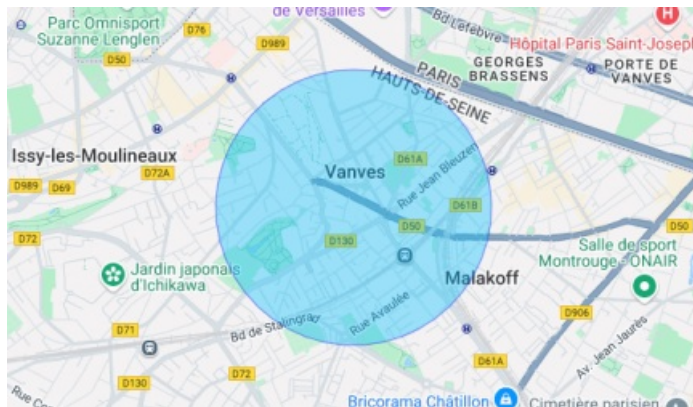 de Versailles
Parc Omnisport
Suzanne Lenglen
D76
D989
D50
Bd Lefebvre
Hôpital Paris Saint-Joseph
PARIS
HAUTS-DE-SEINE
GEORGES
BRASSENS
PORTE DE
VANVES
Issy-les-Moulineaux
D72A
D989
D69
Vanves
D61A
Rue Jean Bleuzen
D61B
D50
D50
D72
D130
Salle de sport
Montrouge - ONAIR
Jardin japonais
d'Ichikawa
Malakoff
D906
Rue Avaulée
Bd de Stalingrad
D71
Av. Jean Jaurès
D61A
D72
D130
Rue
Bricorama Châtillon
Cimetière parisien